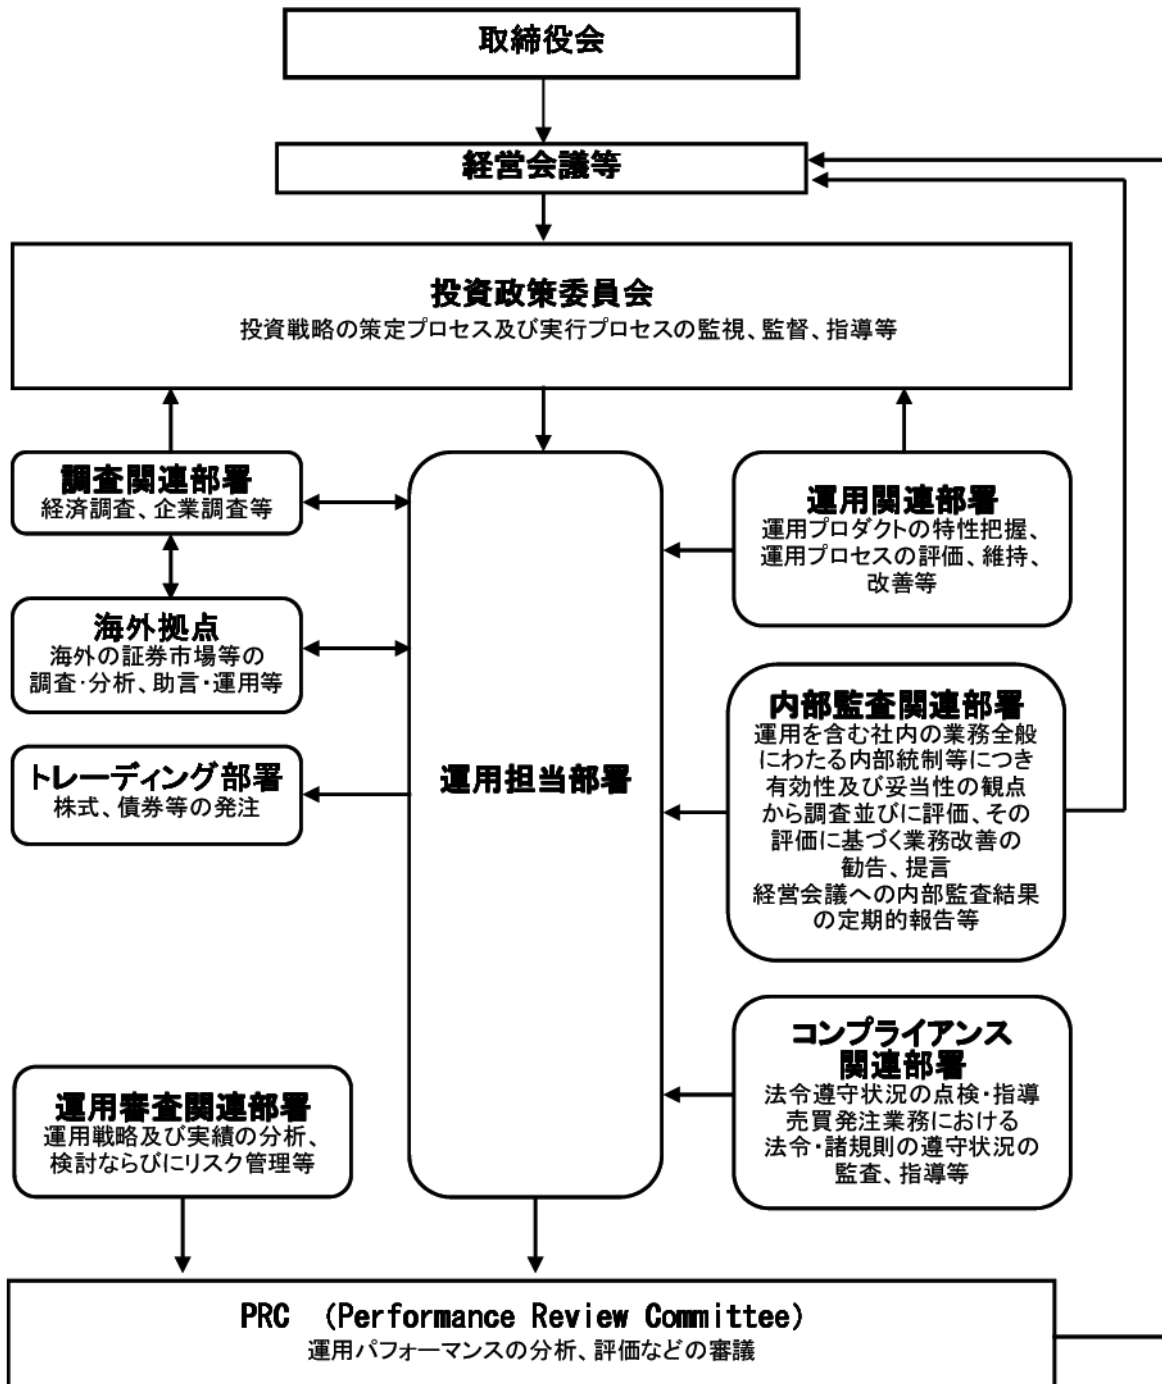 取締役会
経営会議等
投資政策委員会
投資戦略の策定プロセス及び実行プロセスの監視、監督、指導等
調査関連部署
経済調査、企業調査等
海外拠点
海外の証券市場等の
調査・分析、助言・運用等
トレーディング部署
株式、債券等の発注
運用担当部署
運用関連部署
運用プロダクトの特性把握、
運用プロセスの評価、維持、
改善等
内部監査関連部署
運用を含む社内の業務全般
にわたる内部統制等につき
有効性及び妥当性の観点
から調査並びに評価、その
評価に基づく業務改善の
勧告、提言
経営会議への内部監査結果
の定期的報告等
コンプライアンス
関連部署
法令遵守状況の点検・指導
売買発注業務における
法令・諸規則の遵守状況の
監査、指導等
運用審査関連部署
運用戦略及び実績の分析、
検討ならびにリスク管理等
PRC （Performance Review Committee）
運用パフォーマンスの分析、評価などの審議